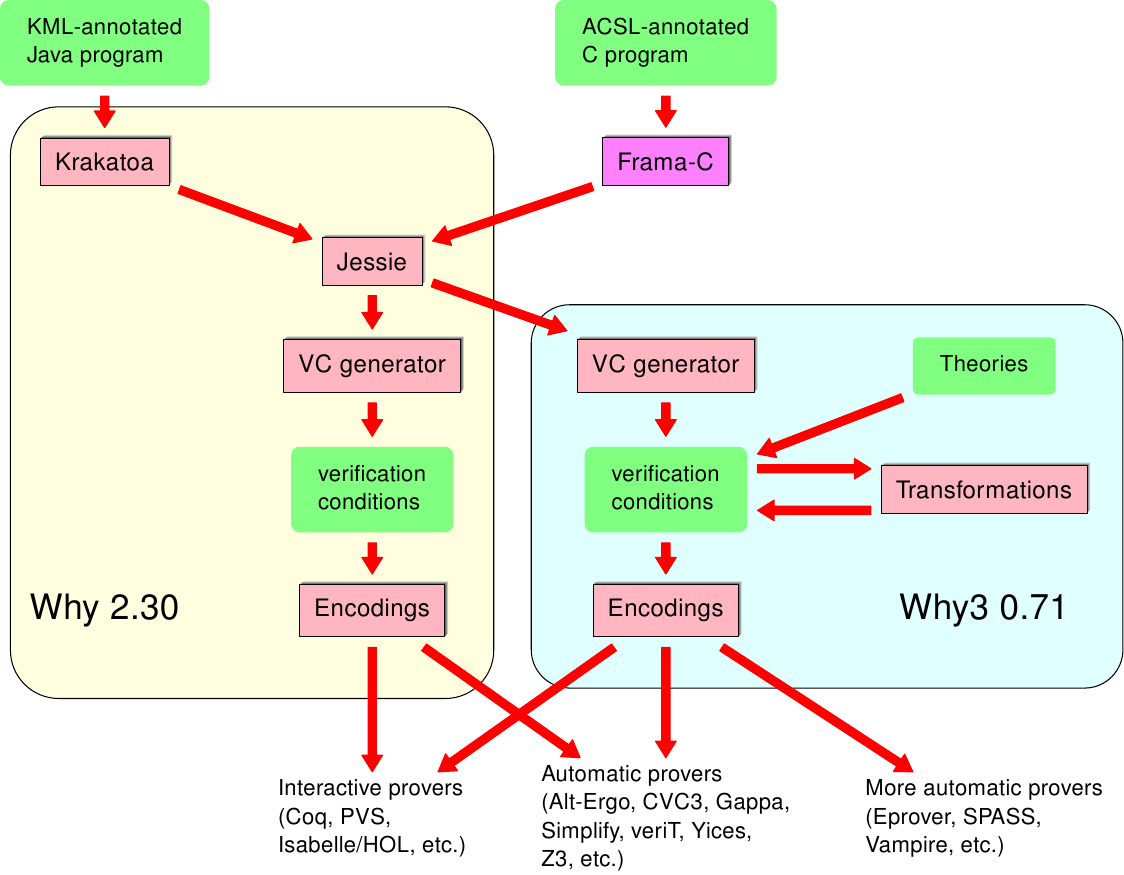 KML-annotated
Java program
ACSL-annotated
C program
Krakatoa
Frama-C
Jessie
VC generator
VC generator
Theories
verification
conditions
verification
conditions
Transformations
Encodings
Encodings
Why 2.30
Why3 0.71
Interactive provers
(Coq, PVS,
Isabelle/HOL, etc.)
Automatic provers
(Alt-Ergo, CVC3, Gappa,
Simplify, veriT, Yices,
Z3, etc.)
More automatic provers
(Eprover, SPASS,
Vampire, etc.)